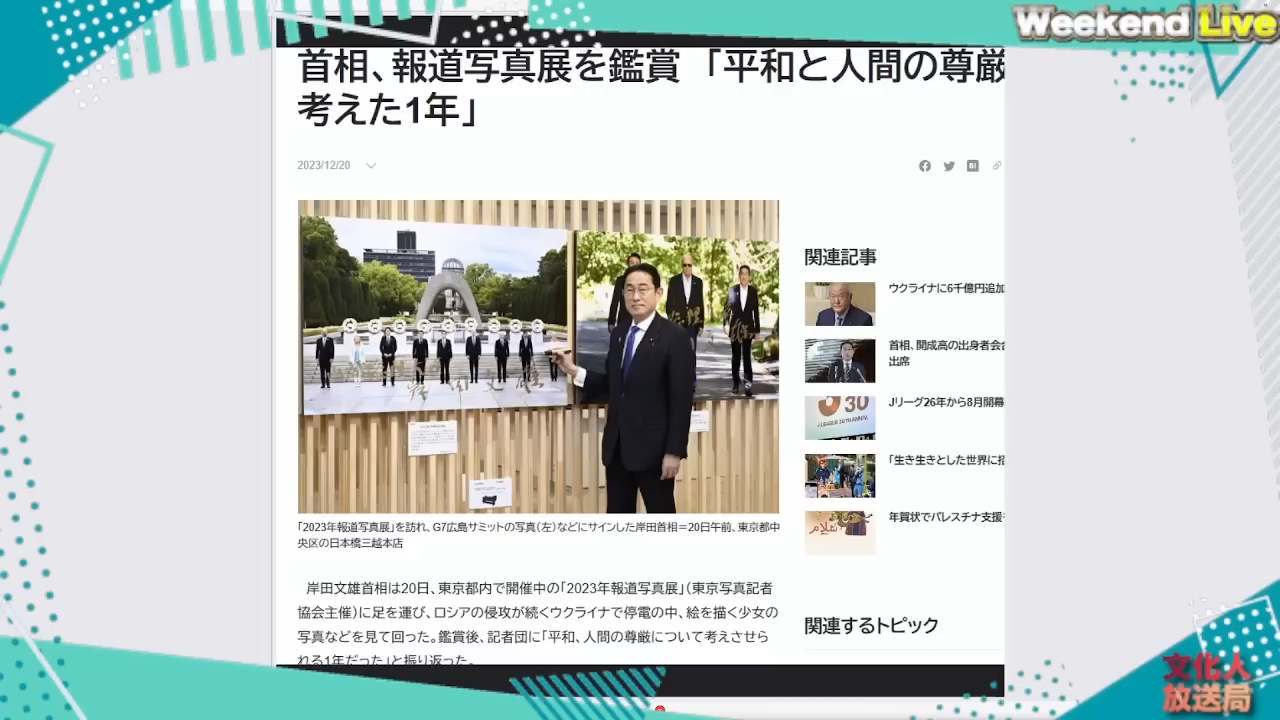 Weekend Live
首相、報道写真展を鑑賞 「平和と人間の尊厳
考えた1年」
2023/12/20
B!
関連記事
ウクライナに6千億円追加
首相、開成高の出身者会合
出席
30
Jリーグ26年から8月開幕
「生き生きとした世界に招
年賀状でパレスチナ支援を
岸田文雄
「2023年報道写真展」を訪れ、G7広島サミットの写真（左）などにサインした岸田首相＝20日午前、東京都中
央区の日本橋三越本店
岸田文雄首相は20日、東京都内で開催中の「2023年報道写真展」（東京写真記者
協会主催）に足を運び、ロシアの侵攻が続くウクライナで停電の中、絵を描く少女の
写真などを見て回った。鑑賞後、記者団に「平和、人間の尊厳について考えさせら
れる1年だった」と振り返った。
関連するトピック
文化人
放送局